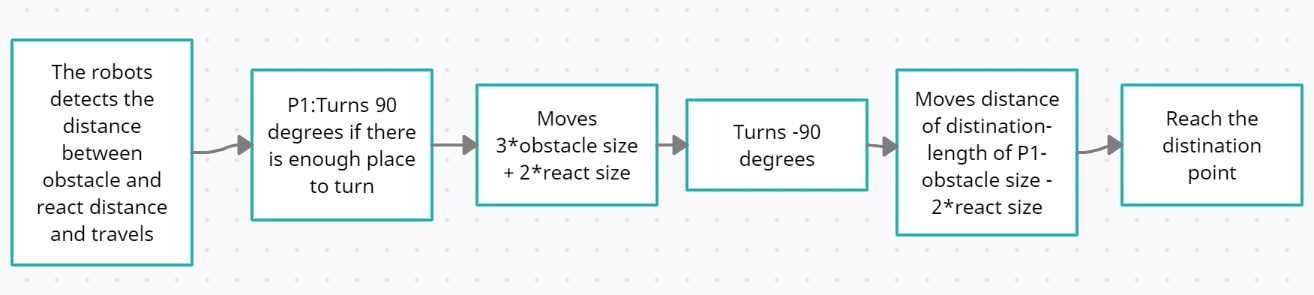 The robots
detects the
distance
between
obstacle and
react distance
and travels
P1:Turns 90
degrees if there
is enough place
to turn
Moves
3*obstacle size
+ 2*react size
Turns -90
degrees
Moves distance
of distination-
length of P1-
obstacle size -
2*react size
Reach the
distination
point